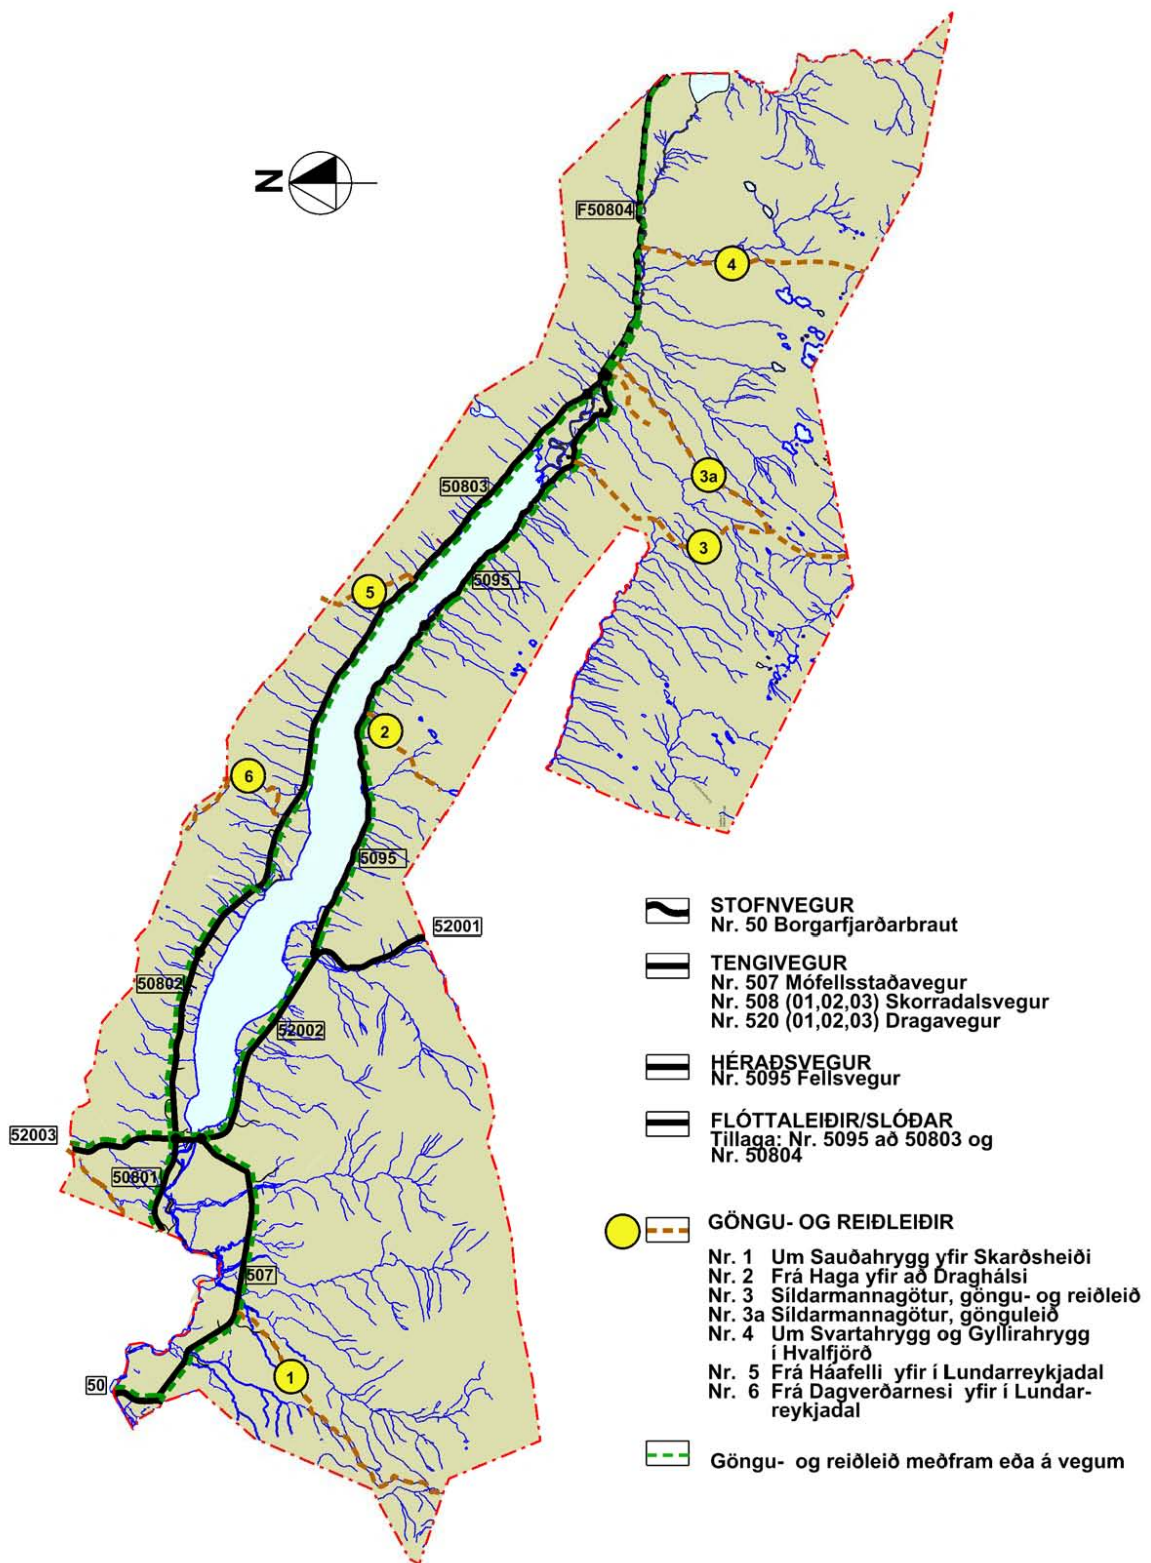 N
F50804
4
50803
3a
3
5
5095
2
6
5095
52001
50802
52002
52003
50801
507
50
1
STOFNVEGUR
Nr. 50 Borgarfjarðarbraut
TENGIVEGUR
Nr. 507 Mófellsstaðavegur
Nr. 508 (01,02,03) Skorradalsvegur
Nr. 520 (01,02,03) Dragavegur
HÉRAÐSVEGUR
Nr. 5095 Fellsvegur
FLÓTTALEIÐIR/SLÓÐAR
Tillaga: Nr. 5095 að 50803 og
Nr. 50804
GÖNGU- OG REIÐLEIÐIR
Nr. 1 Um Sauðahrygg yfir Skarðsheiði
Nr. 2 Frá Haga yfir að Draghálsi
Nr. 3 Síldarmannagötur, göngu- og reiðleið
Nr. 3a Síldarmannagötur, gönguleið
Nr. 4 Um Svartahrygg og Gyllirahrygg
í Hvalfjörð
Nr. 5 Frá Háafelli yfir í Lundarreykjadal
Nr. 6 Frá Dagverðarnesi yfir í Lundar-
reykjadal
Göngu- og reiðleið meðfram eða á vegum